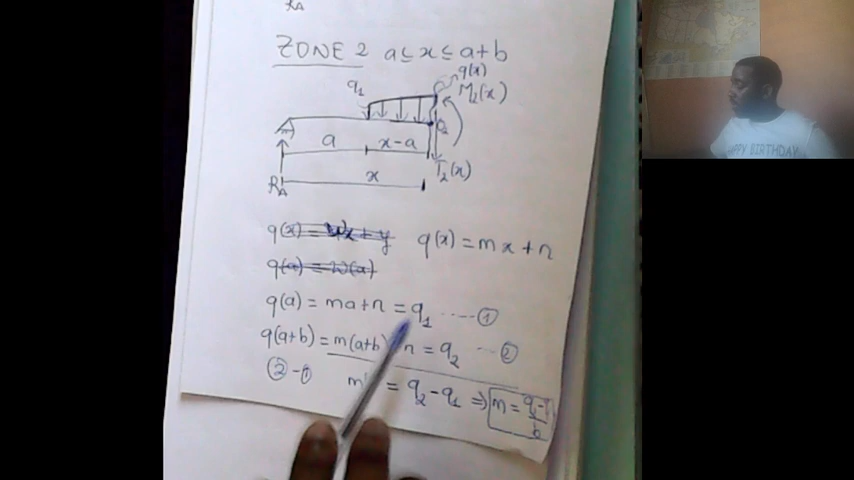 R_A
ZONE 2 a ≤ x ≤ a+b
q(x)
q₁ M₂(x)
a x-a
T₂(x)
R_A x
q(x) = mx + n
q(a) = ma + n = q₁ ----- ①
q(a+b) = m(a+b) n = q₂ --- ②
② - ① m = q₂ - q₁ ⇒ m = q₂-q₁/b
HAPPY BIRTHDAY